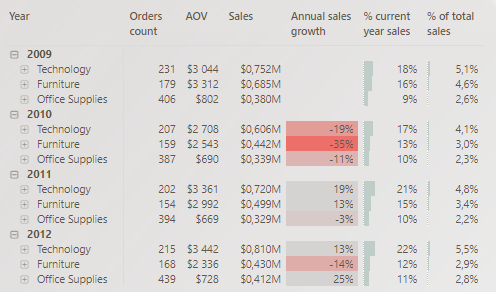 Year Orders count AOV Sales Annual sales growth % current year sales % of total sales
2009
Technology 231 $3 044 $0,752M 18% 5,1%
Furniture 179 $3 312 $0,685M 16% 4,6%
Office Supplies 406 $802 $0,380M 9% 2,6%
2010
Technology 207 $2 708 $0,606M -19% 17% 4,1%
Furniture 159 $2 543 $0,442M -35% 13% 3,0%
Office Supplies 387 $690 $0,339M -11% 10% 2,3%
2011
Technology 202 $3 361 $0,720M 19% 21% 4,8%
Furniture 154 $2 992 $0,499M 13% 15% 3,4%
Office Supplies 394 $669 $0,329M -3% 10% 2,2%
2012
Technology 215 $3 442 $0,810M 13% 22% 5,5%
Furniture 168 $2 336 $0,430M -14% 12% 2,9%
Office Supplies 439 $728 $0,412M 25% 11% 2,8%